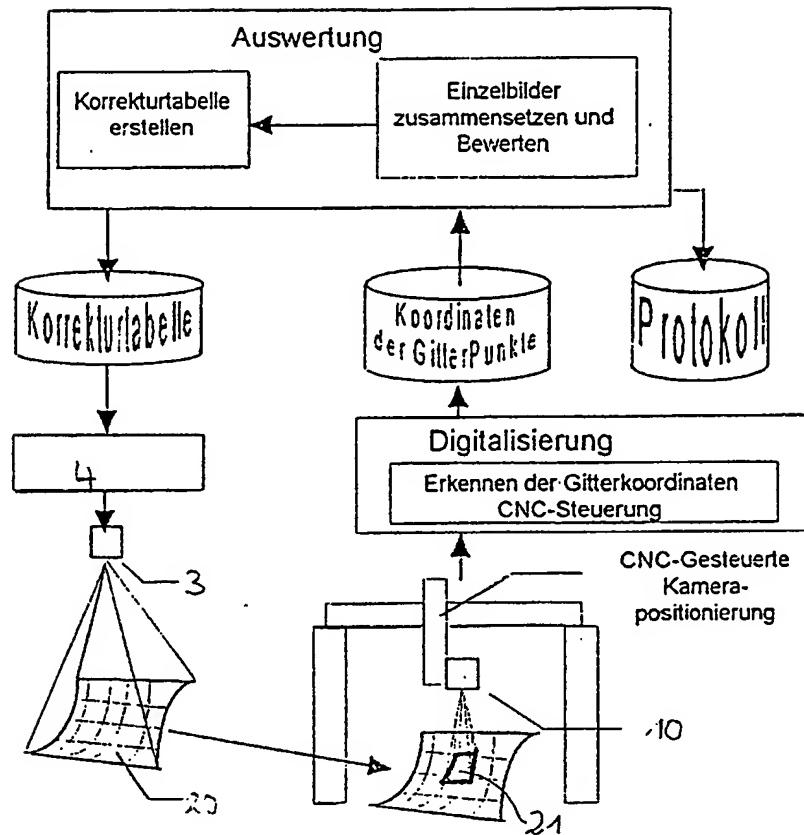 Auswertung
Korrekturtabelle
erstellen
Einzelbilder
zusammensetzen und
Bewerten
Korrekturtabelle
Koordinaten
der GitterPunkte
Protokoll
Digitalisierung
Erkennen der Gitterkoordinaten
CNC-Steuerung
4
3
CNC-Gesteuerte
Kamera-
positionierung
10
20
21